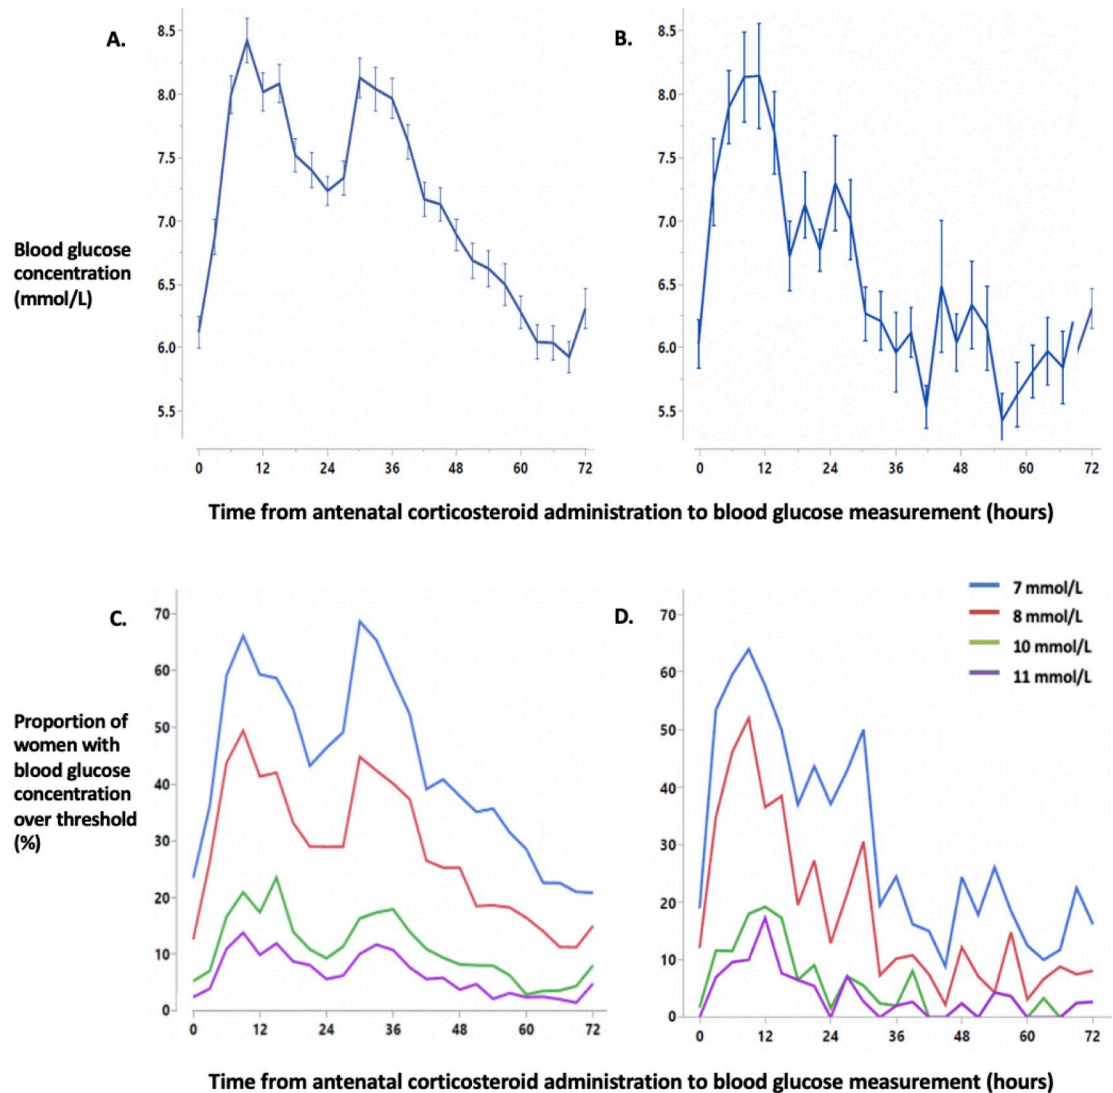 A.
B.
8.5
8.0
7.5
7.0
6.5
6.0
5.5
8.5
8.0
7.5
7.0
6.5
6.0
5.5
Blood glucose
concentration
(mmol/L)
0 12 24 36 48 60 72
0 12 24 36 48 60 72
Time from antenatal corticosteroid administration to blood glucose measurement (hours)
C.
D.
7 mmol/L
8 mmol/L
10 mmol/L
11 mmol/L
70
60
50
40
30
20
10
0
70
60
50
40
30
20
10
0
Proportion of
women with
blood glucose
concentration
over threshold
(%)
0 12 24 36 48 60 72
0 12 24 36 48 60 72
Time from antenatal corticosteroid administration to blood glucose measurement (hours)